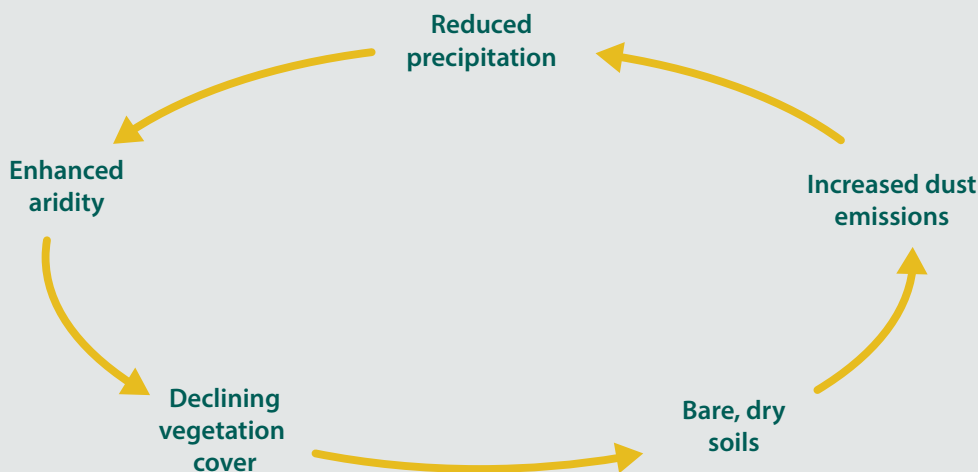 Reduced
precipitation
Enhanced
aridity
Increased dust
emissions
Declining
vegetation
cover
Bare, dry
soils